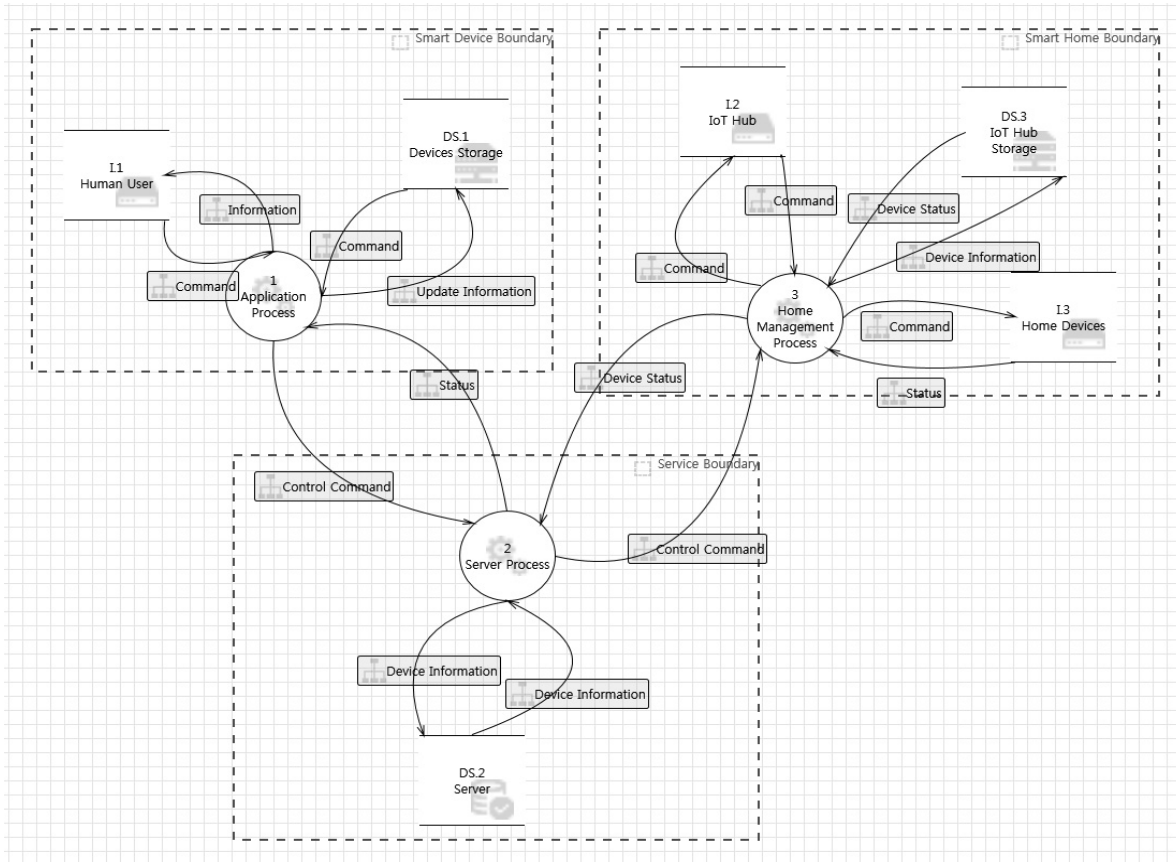 Smart Device Boundary
Smart Home Boundary
I.1
Human User
DS.1
Devices Storage
Information
Command
Command
Update Information
1
Application
Process
Status
I.2
IoT Hub
DS.3
IoT Hub
Storage
Command
Device Status
Command
Device Information
3
Home
Management
Process
Command
I.3
Home Devices
Device Status
Status
Service Boundary
Control Command
2
Server Process
Control Command
Device Information
Device Information
DS.2
Server